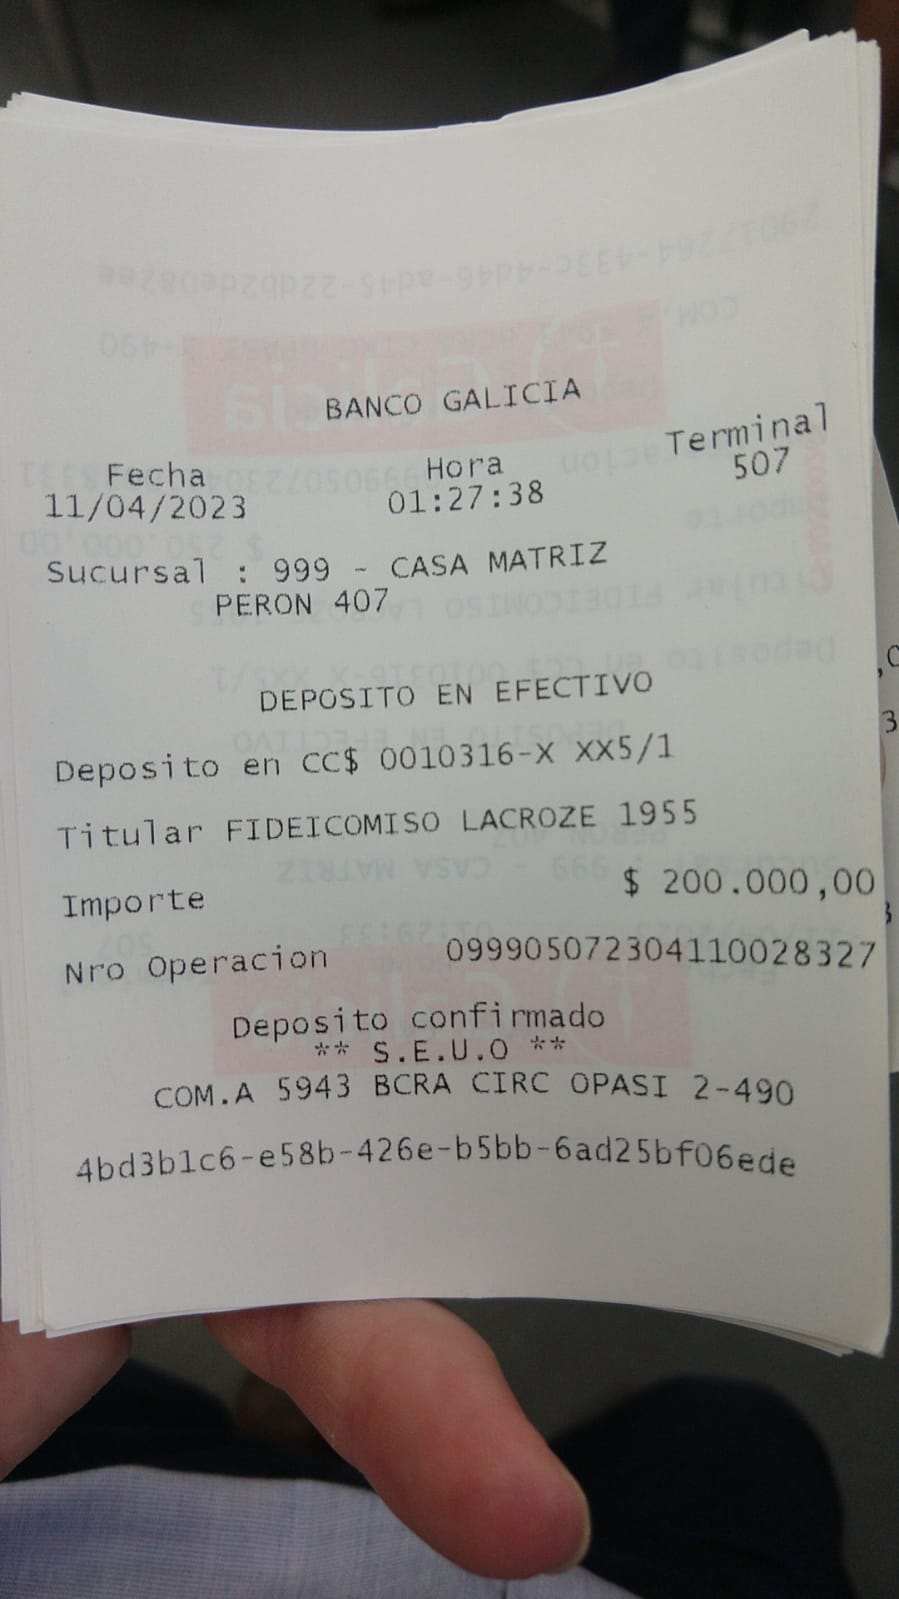 BANCO GALICIA
Fecha Hora Terminal
11/04/2023 01:27:38 507
Sucursal : 999 - CASA MATRIZ
PERON 407
DEPOSITO EN EFECTIVO
Deposito en CC$ 0010316-X XX5/1
Titular FIDEICOMISO LACROZE 1955
Importe $ 200.000,00
Nro Operacion 099905072304110028327
Deposito confirmado
** S.E.U.O **
COM.A 5943 BCRA CIRC OPASI 2-490
4bd3b1c6-e58b-426e-b5bb-6ad25bf06ede